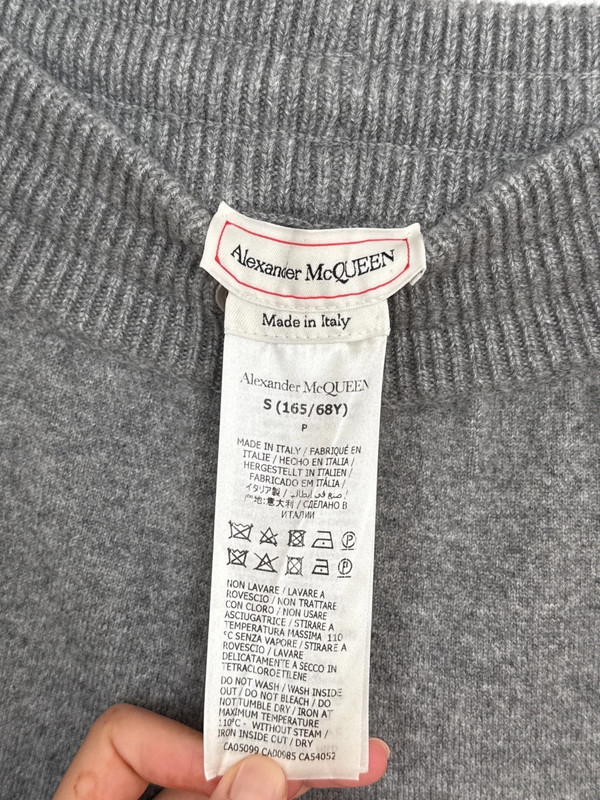 Alexander McQUEEN
Made in Italy
Alexander McQUEEN
S (165/68Y)
P
MADE IN ITALY / FABRIQUÉ EN
ITALIE / HECHO EN ITALIA /
HERGESTELLT IN ITALIEN /
FABRICADO EM ITÁLIA /
イタリア製 / صنع في إيطاليا /
产地:意大利 / СДЕЛАНО В
ИТАЛИИ
NON LAVARE / LAVARE A
ROVESCIO / NON TRATTARE
CON CLORO / NON USARE
ASCIUGATRICE / STIRARE A
TEMPERATURA MASSIMA 110
°C SENZA VAPORE / STIRARE A
ROVESCIO / LAVARE
DELICATAMENTE A SECCO IN
TETRACLOROETILENE
DO NOT WASH / WASH INSIDE
OUT / DO NOT BLEACH / DO
NOT TUMBLE DRY / IRON AT
MAXIMUM TEMPERATURE
110°C - WITHOUT STEAM /
IRON INSIDE OUT / DRY
CA05099 CA00985 CA54052